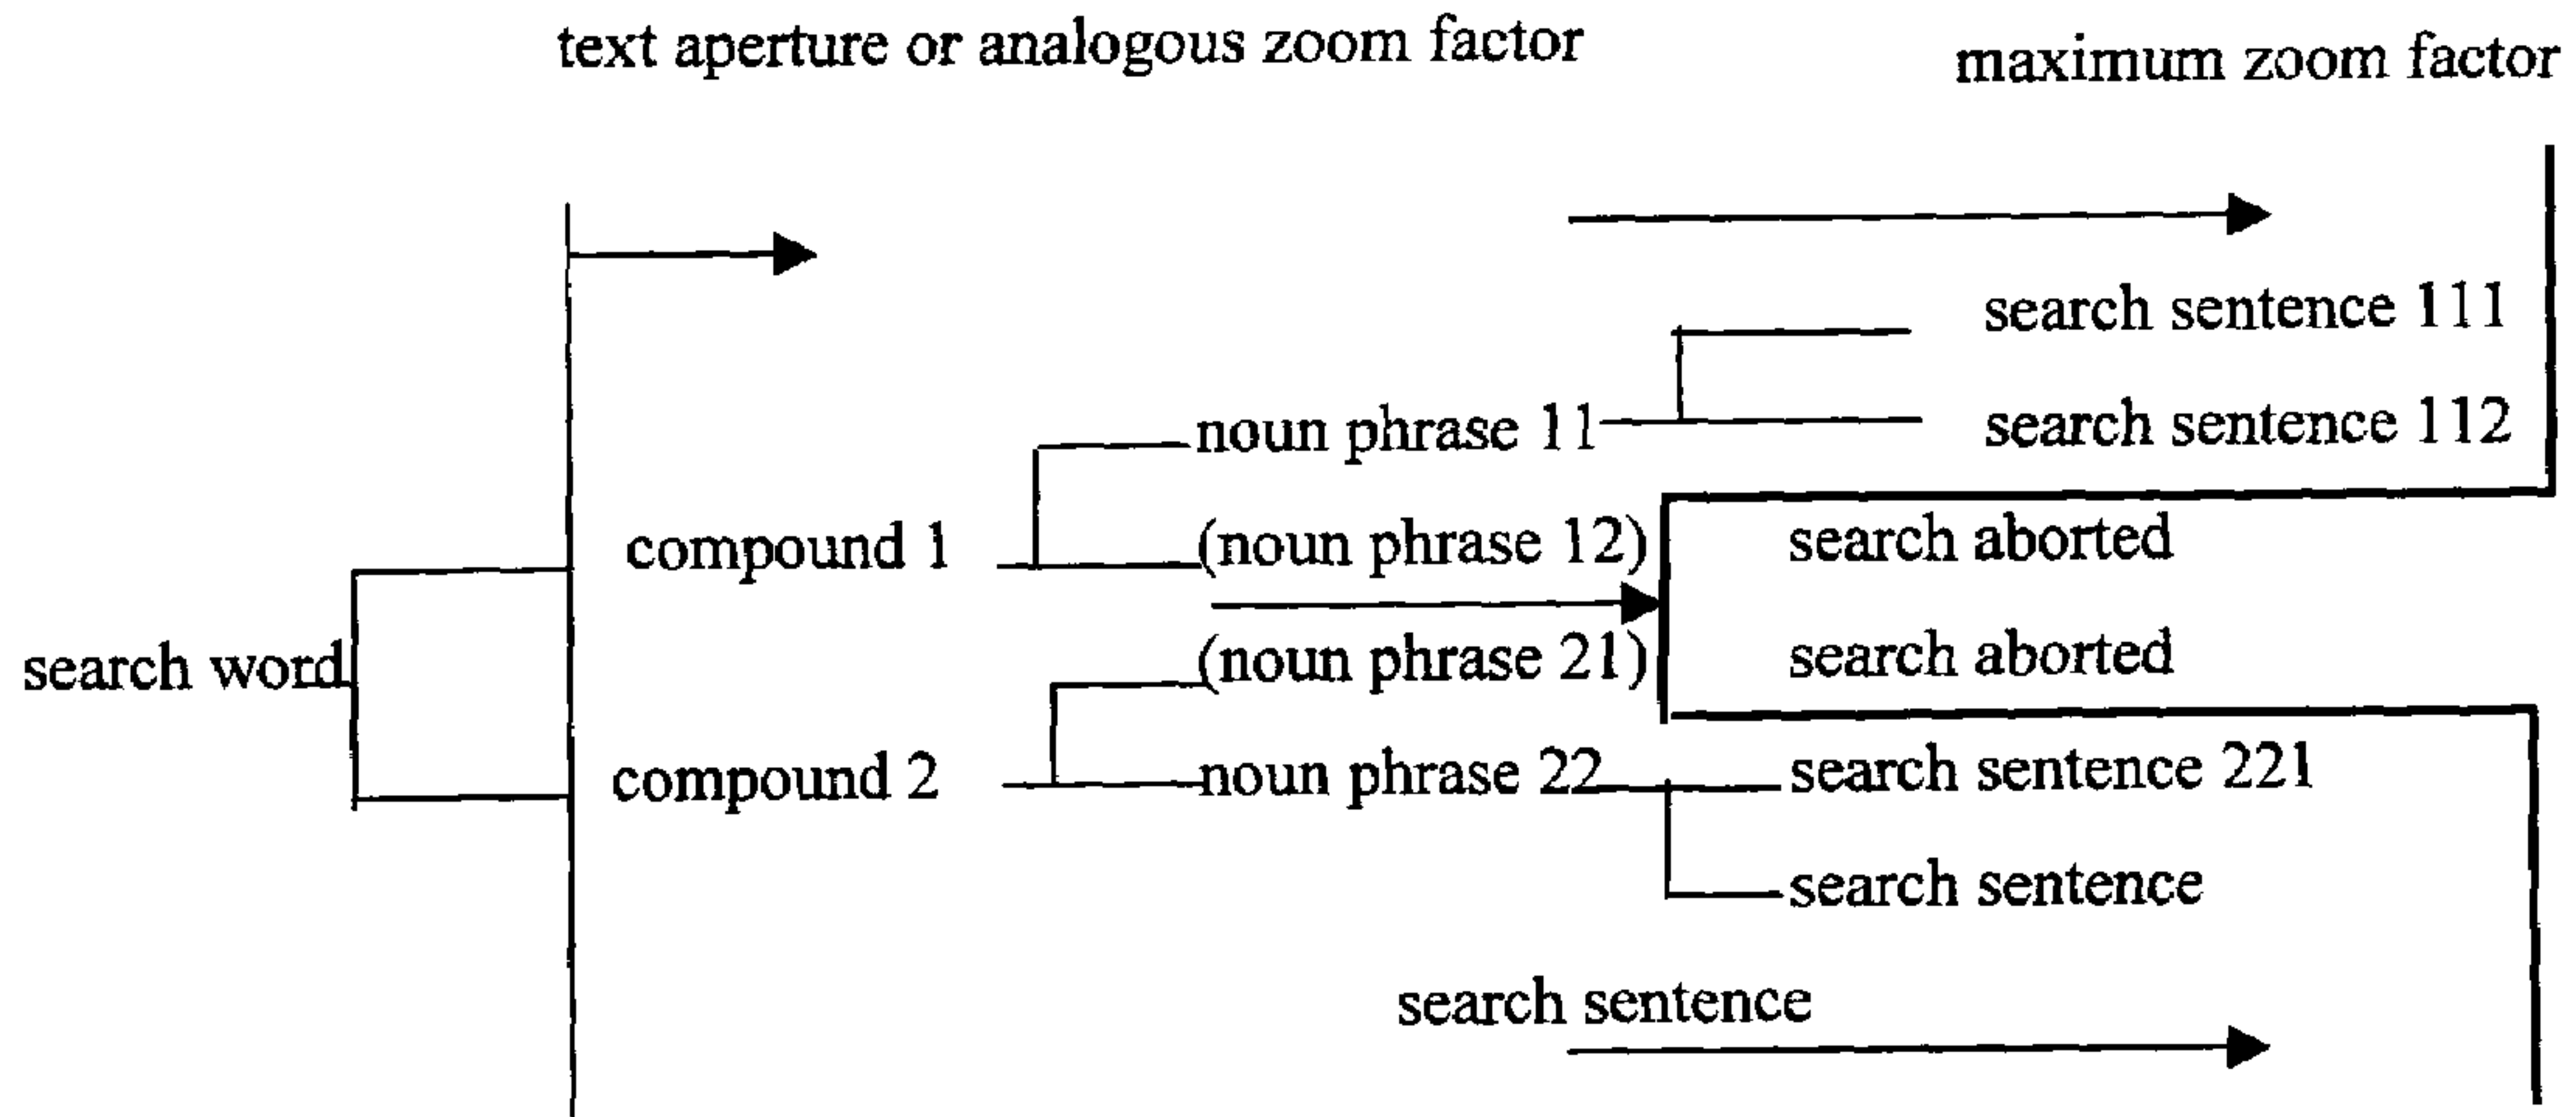 text aperture or analogous zoom factor
maximum zoom factor
search sentence 111
search sentence 112
noun phrase 11
(noun phrase 12)
search aborted
compound 1
search word
(noun phrase 21)
search aborted
compound 2
noun phrase 22
search sentence 221
search sentence
search sentence